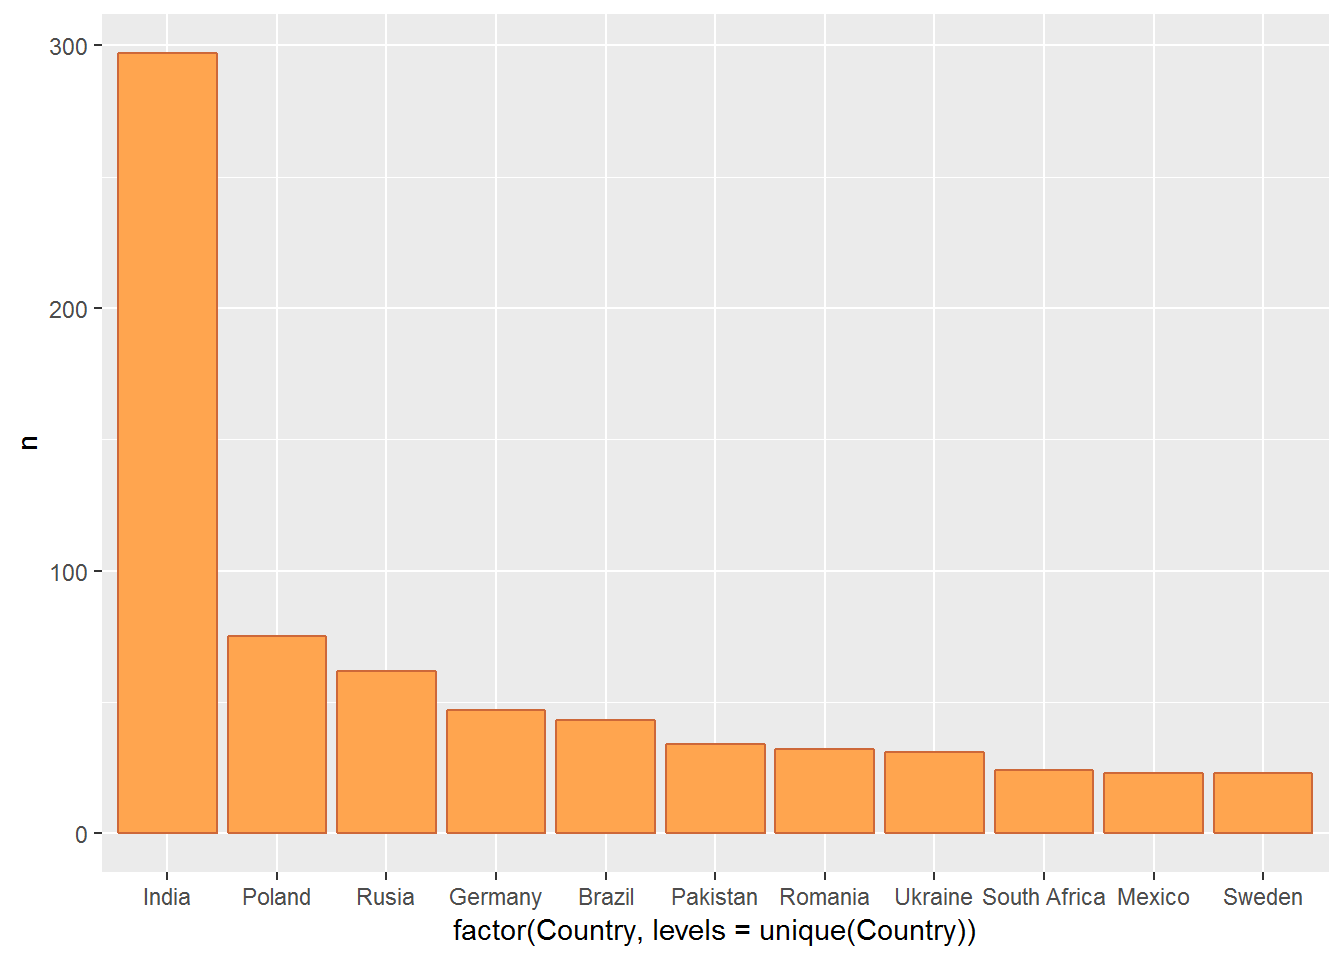 300
200
100
0
n
India Poland Rusia Germany Brazil Pakistan Romania Ukraine South Africa Mexico Sweden
factor(Country, levels = unique(Country))